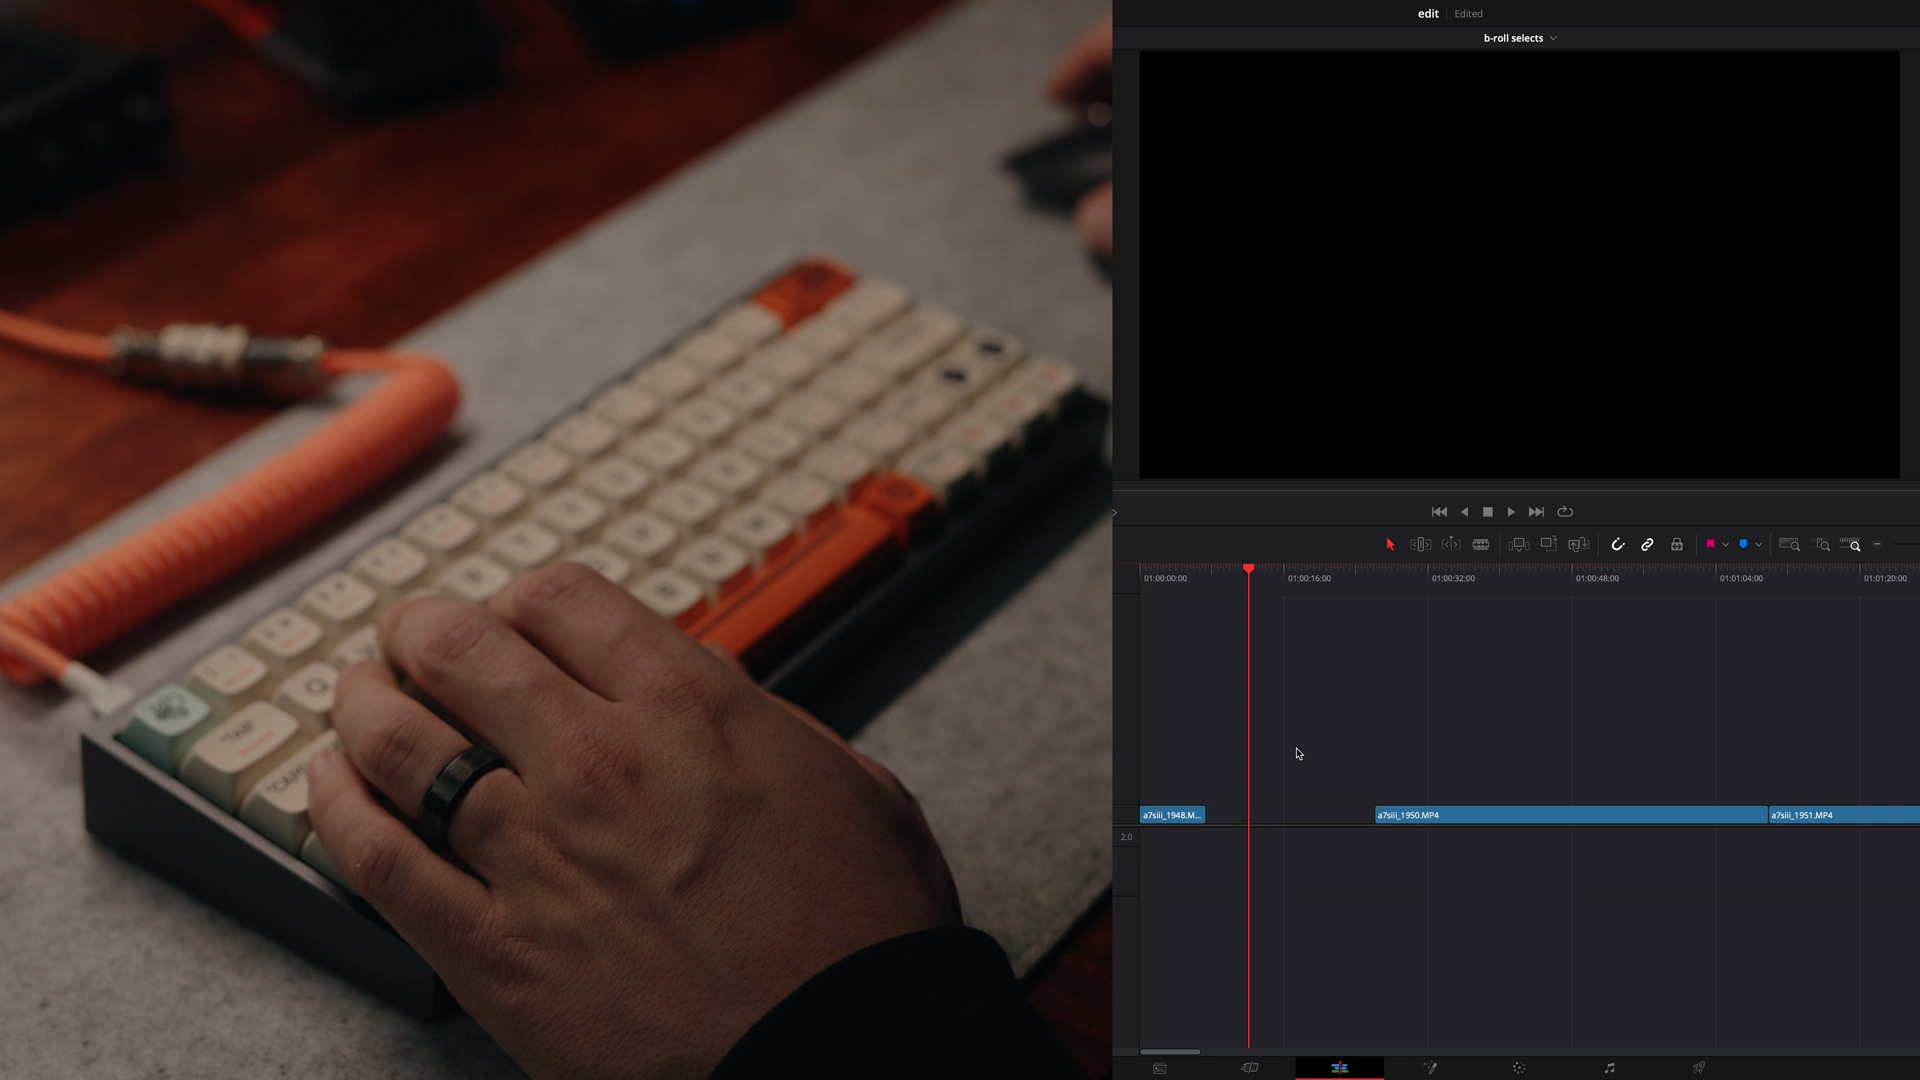 edit Edited
b-roll selects
01:00:00:00 01:00:16:00 01:00:32:00 01:00:48:00 01:01:04:00 01:01:20:00
a7siii_1948.M... a7siii_1950.MP4 a7siii_1951.MP4
2.0
Q
"TAB"